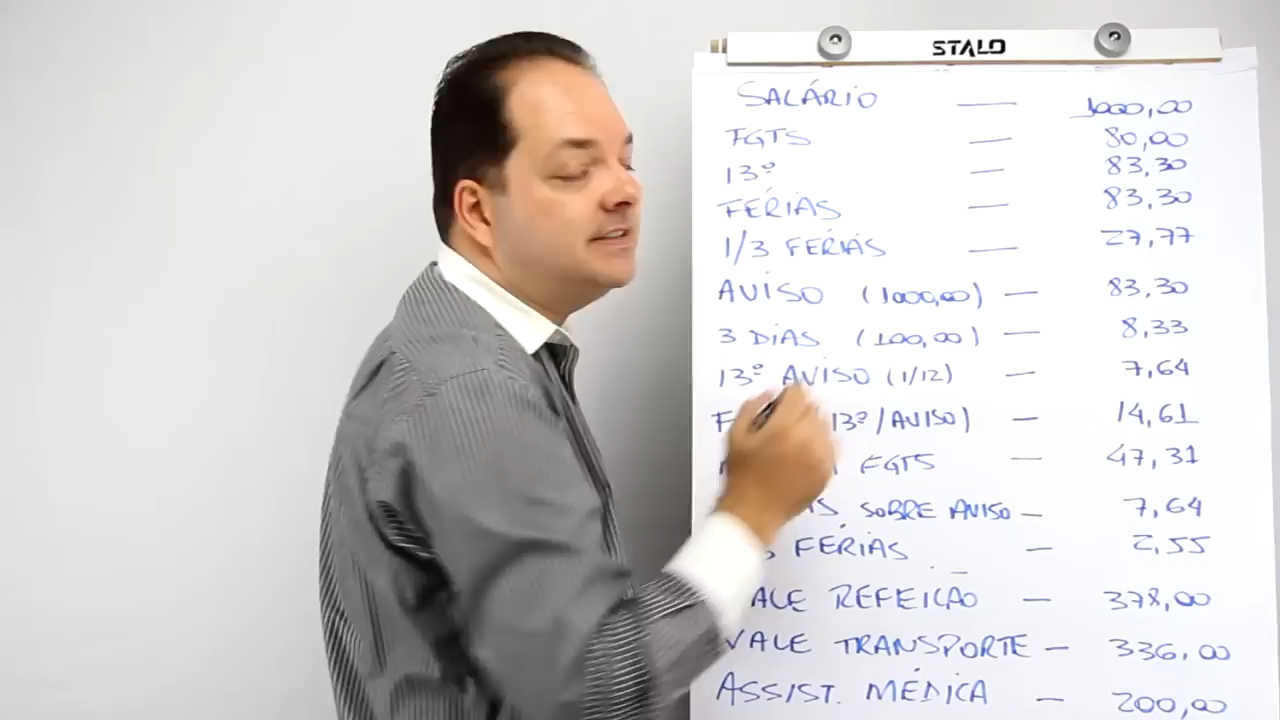 STALO
SALÁRIO — 1000,00
FGTS — 80,00
13º — 83,30
FÉRIAS — 83,30
1/3 FÉRIAS — 27,77
AVISO (1000,00) — 83,30
3 DIAS (100,00) — 8,33
13º AVISO (1/12) — 7,64
13º/AVISO) — 14,61
FGTS — 47,31
SOBRE AVISO — 7,64
FÉRIAS — 2,55
VALE REFEIÇÃO — 378,00
VALE TRANSPORTE — 336,00
ASSIST. MÉDICA — 200,00